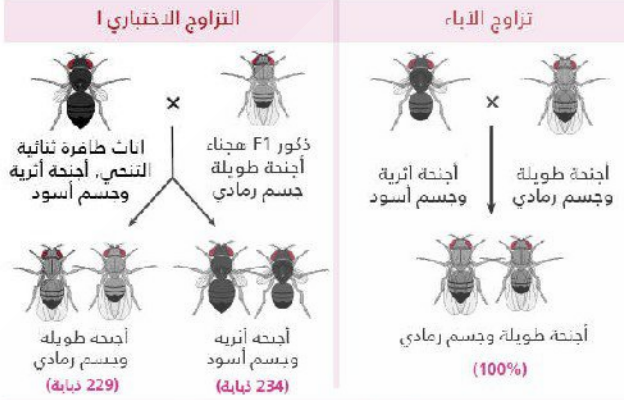 تزاوج الآباء
أجنحة طويلة
وجسم رمادي
×
أجنحة أثرية
وجسم أسود
أجنحة طويلة وجسم رمادي
(100%)
التزاوج الاختباري I
ذكور F1 هجناء
أجنحة طويلة
جسم رمادي
×
اناث طافرة ثنائية
التنحي, أجنحة أثرية
وجسم أسود
أجنحة أثرية
وجسم أسود
(234 ذبابة)
أجنحة طويلة
وجسم رمادي
(229 ذبابة)